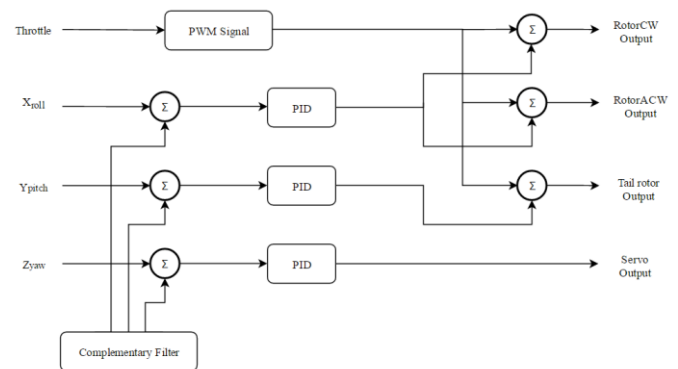 Throttle
PWM Signal
Σ
RotorCW
Output
Xroll
Σ
PID
Σ
RotorACW
Output
Ypitch
Σ
PID
Σ
Tail rotor
Output
Zyaw
Σ
PID
Servo
Output
Complementary Filter